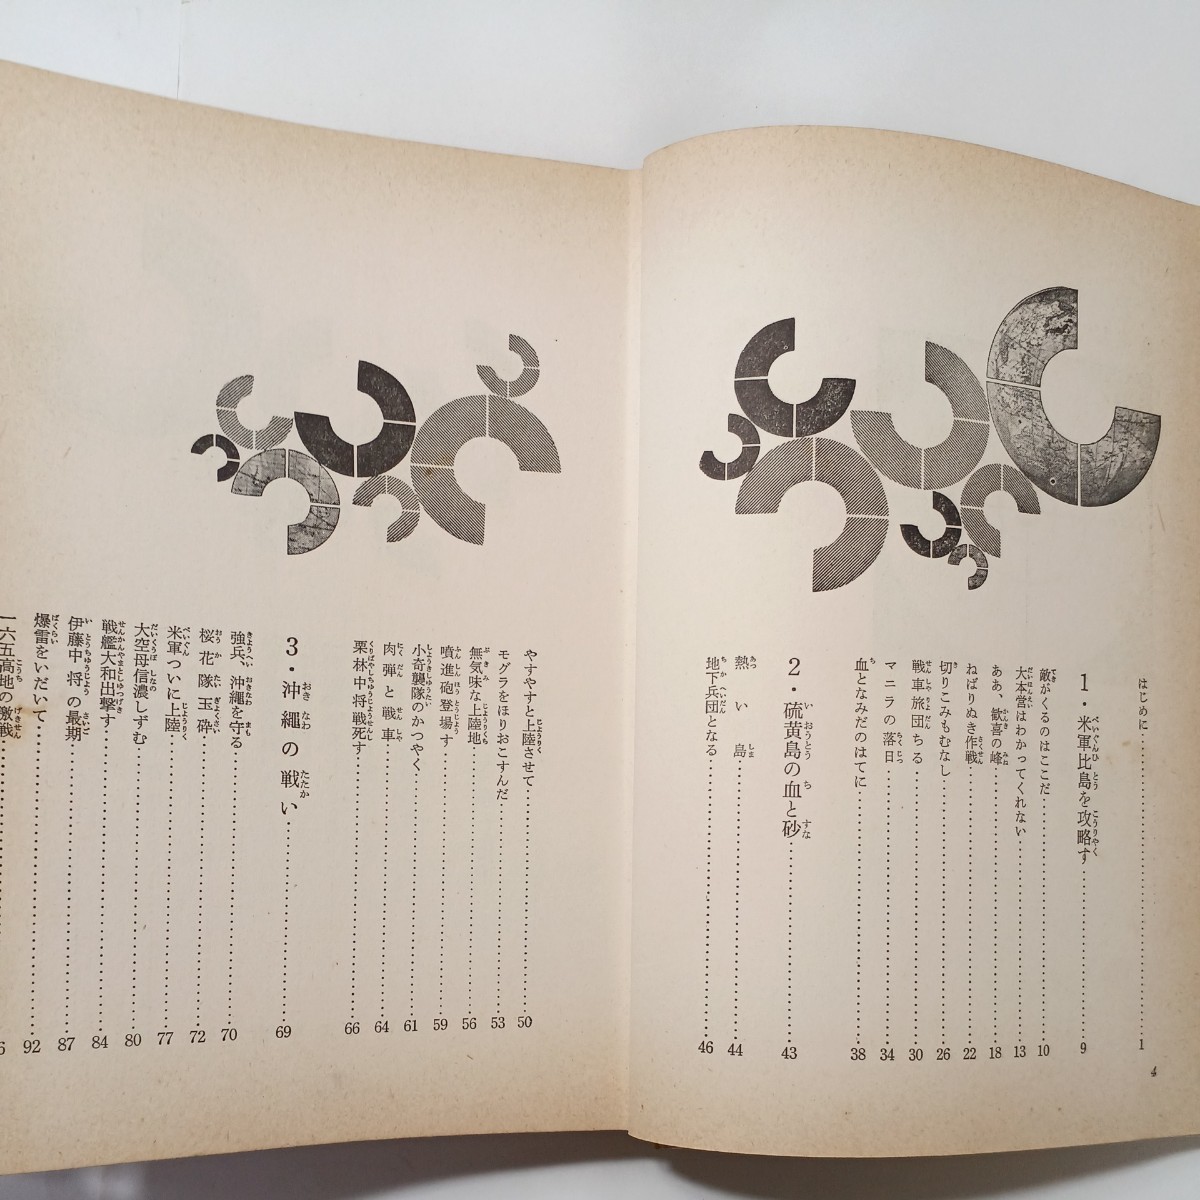 はじめに……1
1・米軍比島を攻略す……9
敵がくるのはここだ……10
大本営はわかってくれない……13
ああ、歓喜の峰……18
ねばりぬき作戦……22
切りこみもむなし……26
戦車旅団ちる……30
マニラの落日……34
血となみだのはてに……38
2・硫黄島の血と砂……43
熱い島……44
地下兵団となる……46
4
やすやすと上陸させて……50
モグラをほりおこすんだ……53
無気味な上陸地……56
噴進砲登場す……59
小奇襲隊のかつやく……61
肉弾と戦車……64
栗林中将戦死す……66
3・沖縄の戦い……69
強兵、沖縄を守る……70
桜花隊玉砕……72
米軍ついに上陸……77
大空母信濃しずむ……80
戦艦大和出撃す……84
伊藤中将の最期……87
爆雷をいだいて……92
一六五高地の激戦……6